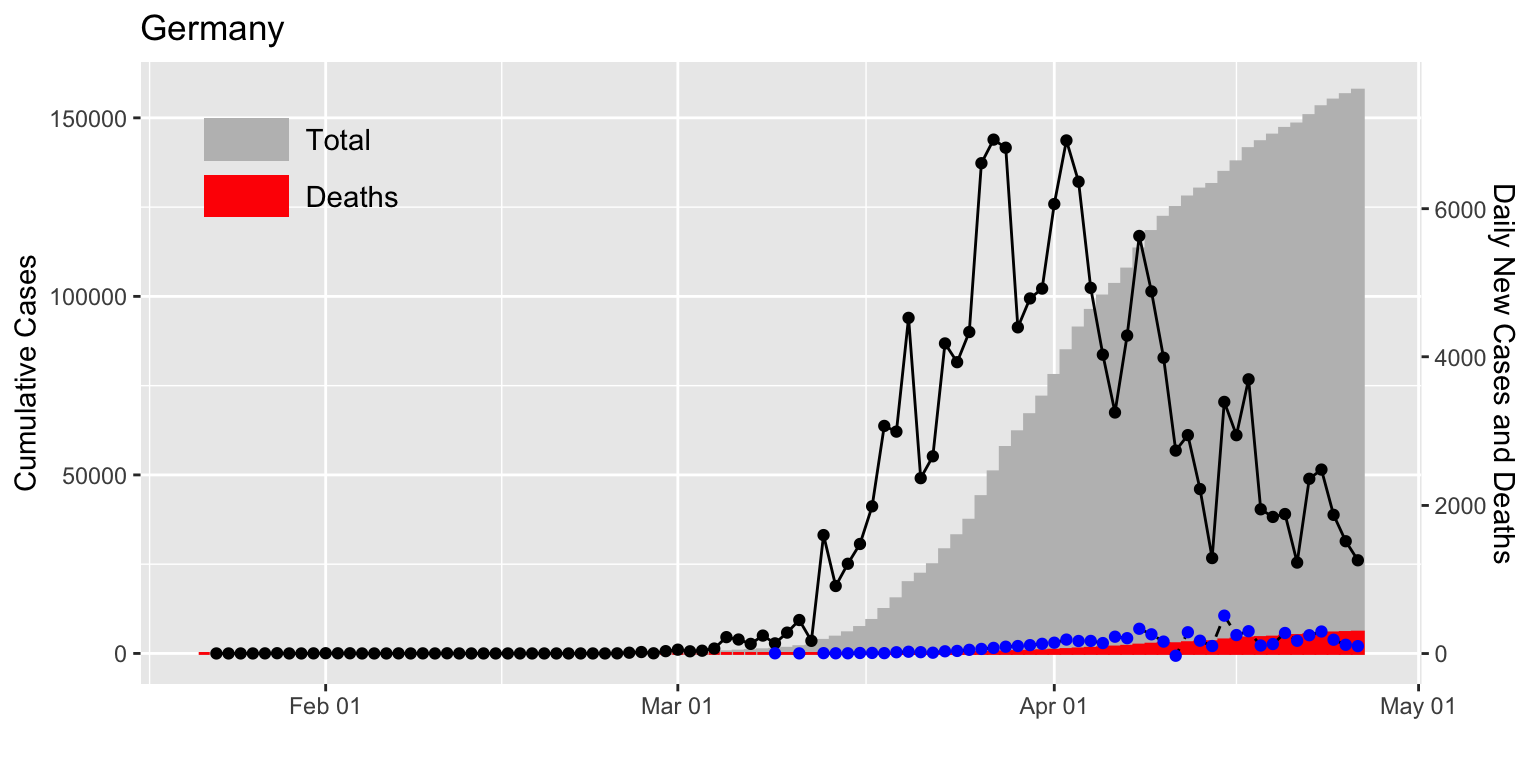 Germany
Total
Deaths
Cumulative Cases
150000
100000
50000
0
Daily New Cases and Deaths
6000
4000
2000
0
Feb 01
Mar 01
Apr 01
May 01